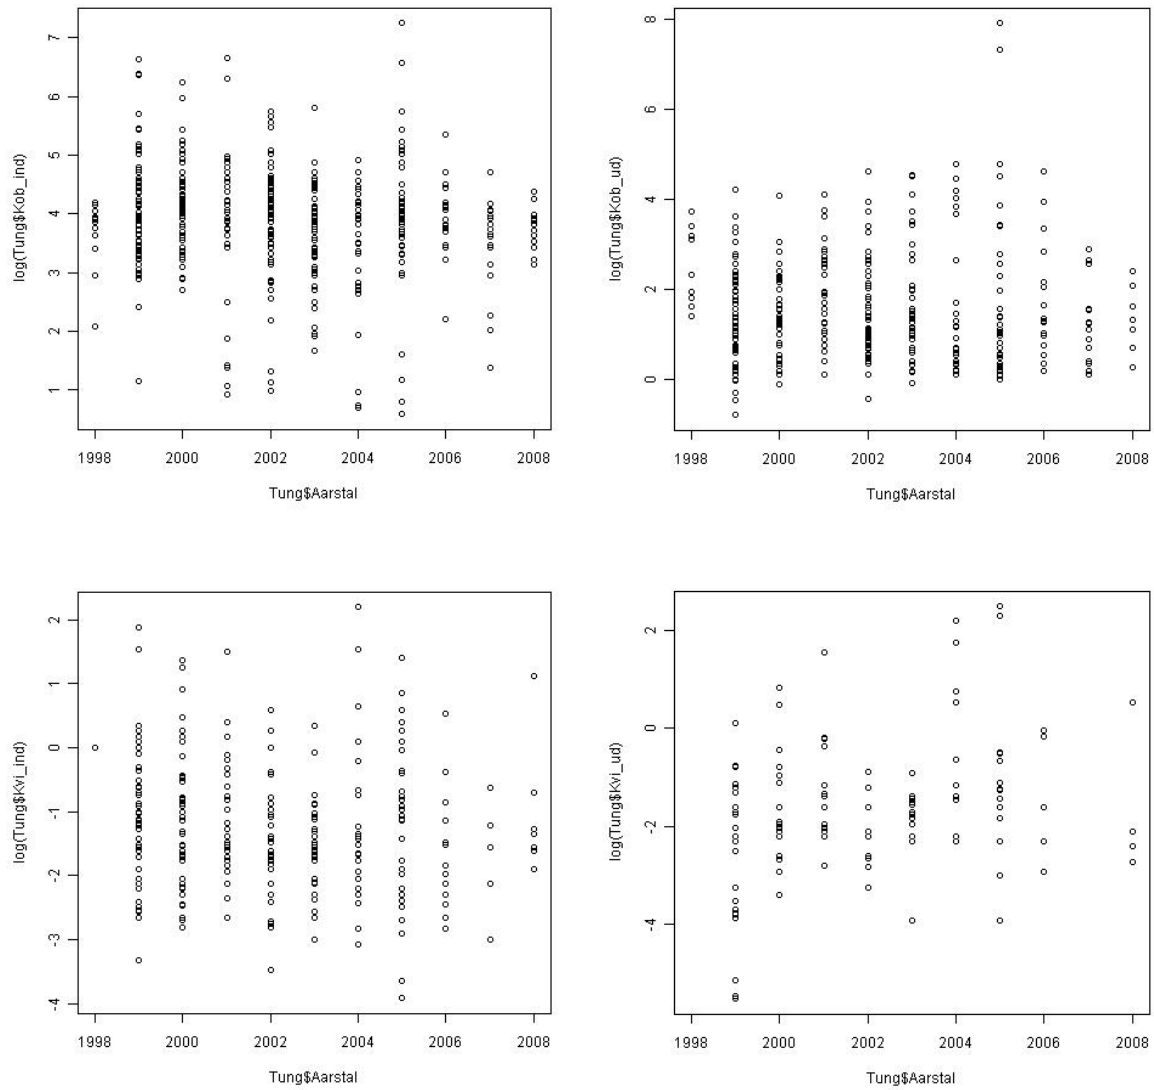 7
6
5
4
3
2
1
log(Tung$Kob_ind)
1998 2000 2002 2004 2006 2008
Tung$Aarstal
8
6
4
2
0
log(Tung$Kob_ud)
1998 2000 2002 2004 2006 2008
Tung$Aarstal
2
1
0
-1
-2
-3
-4
log(Tung$Kvi_ind)
1998 2000 2002 2004 2006 2008
Tung$Aarstal
2
0
-2
-4
log(Tung$Kvi_ud)
1998 2000 2002 2004 2006 2008
Tung$Aarstal